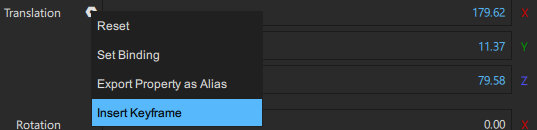 Translation 179.62 X
Reset
11.37 Y
Set Binding
79.58 Z
Export Property as Alias
Insert Keyframe
Rotation 0.00 X